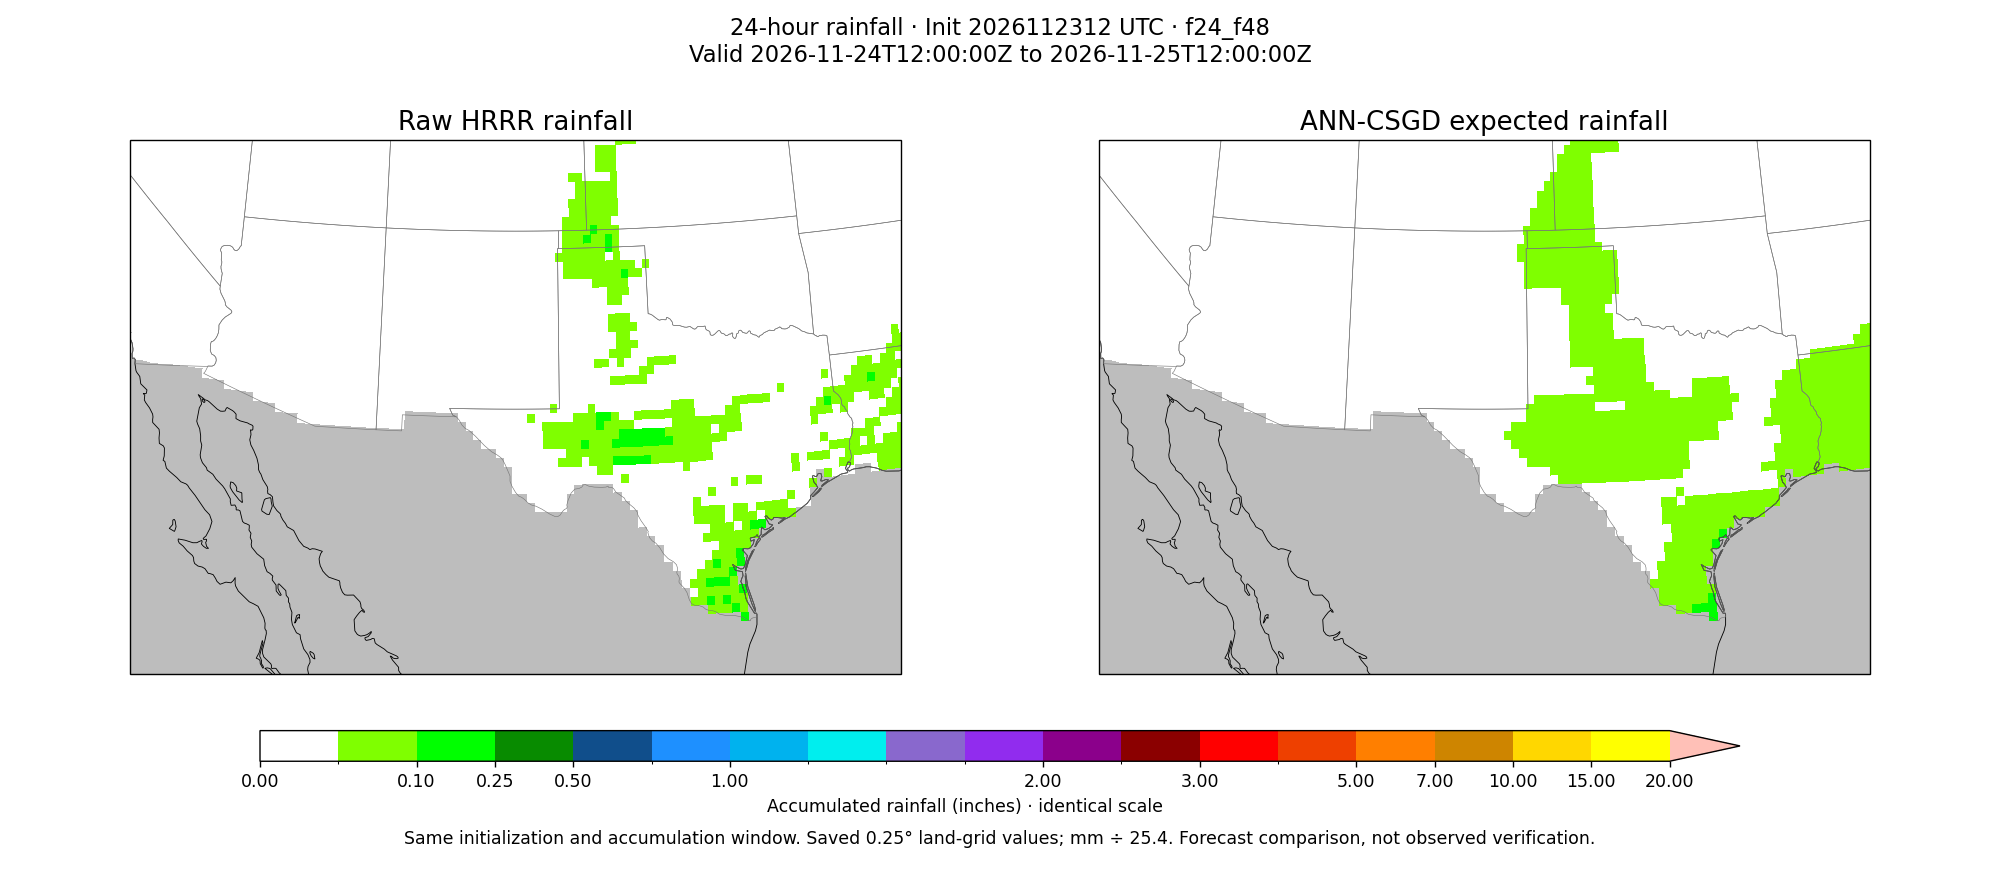 24-hour rainfall · Init 2026112312 UTC · f24_f48
Valid 2026-11-24T12:00:00Z to 2026-11-25T12:00:00Z
Raw HRRR rainfall
ANN-CSGD expected rainfall
0.00 0.10 0.25 0.50 1.00 2.00 3.00 5.00 7.00 10.00 15.00 20.00
Accumulated rainfall (inches) · identical scale
Same initialization and accumulation window. Saved 0.25° land-grid values; mm ÷ 25.4. Forecast comparison, not observed verification.